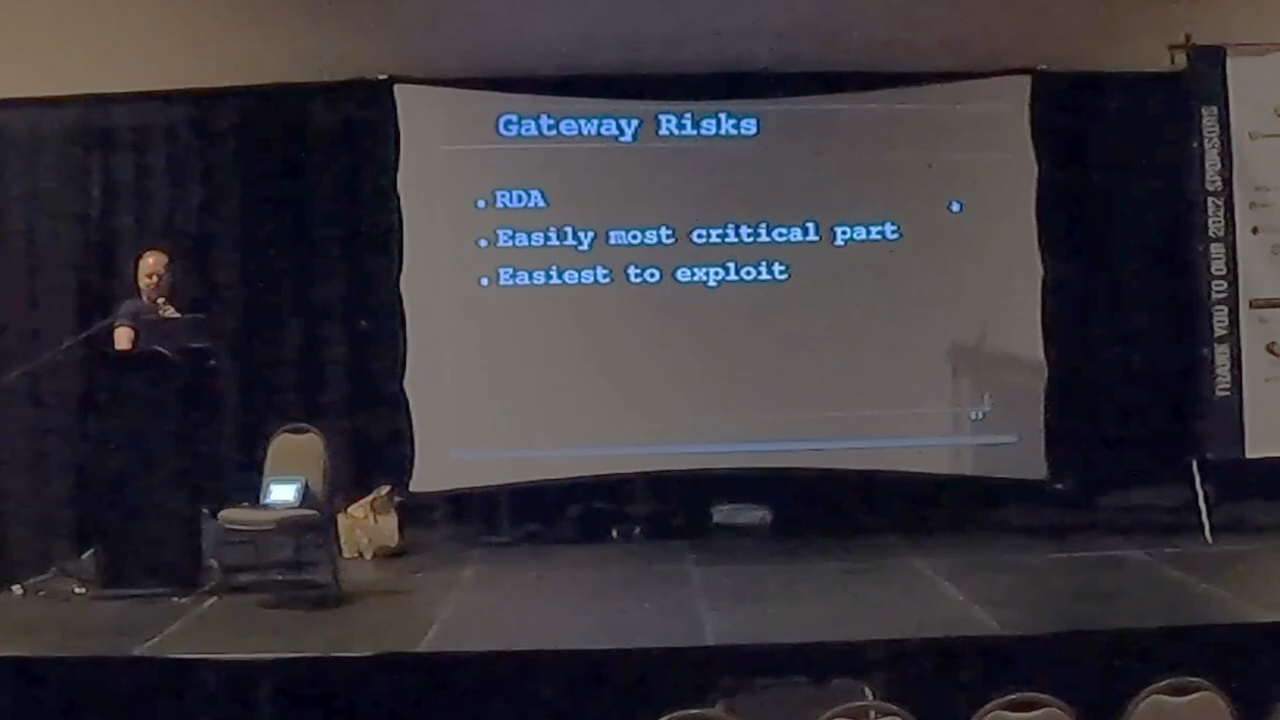 Gateway Risks
RDA
Easily most critical part
Easiest to exploit
THANK YOU TO OUR 2022 SPONSORS